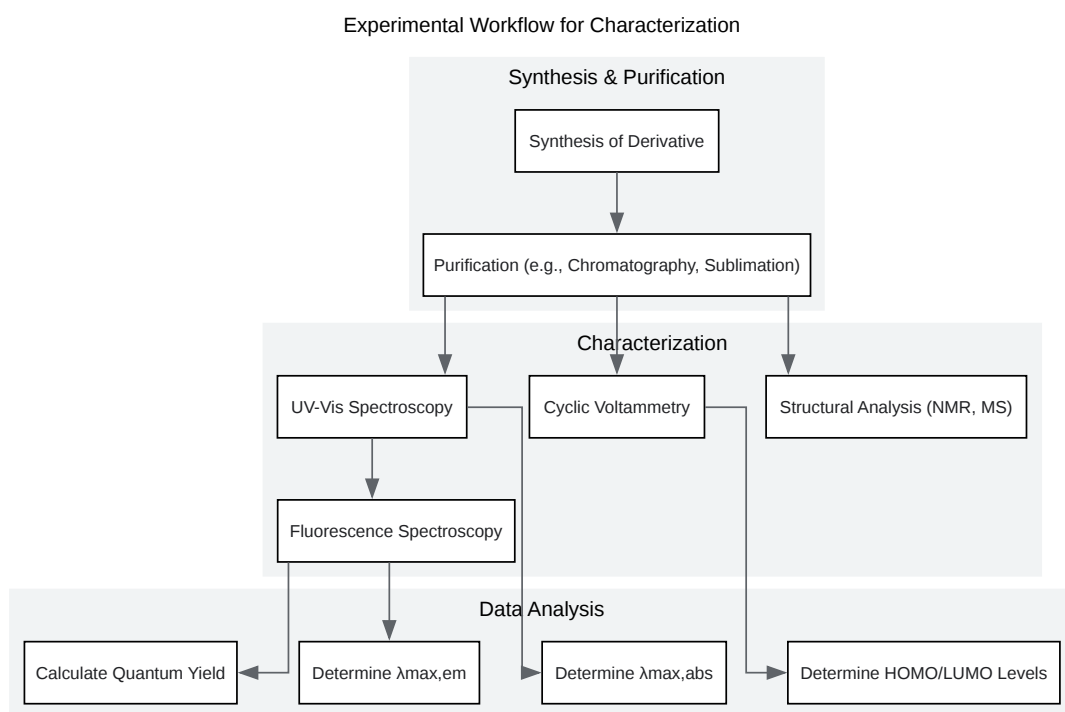 Experimental Workflow for Characterization
Synthesis & Purification
Synthesis of Derivative
Purification (e.g., Chromatography, Sublimation)
Characterization
UV-Vis Spectroscopy
Cyclic Voltammetry
Structural Analysis (NMR, MS)
Fluorescence Spectroscopy
Data Analysis
Calculate Quantum Yield
Determine λmax,em
Determine λmax,abs
Determine HOMO/LUMO Levels